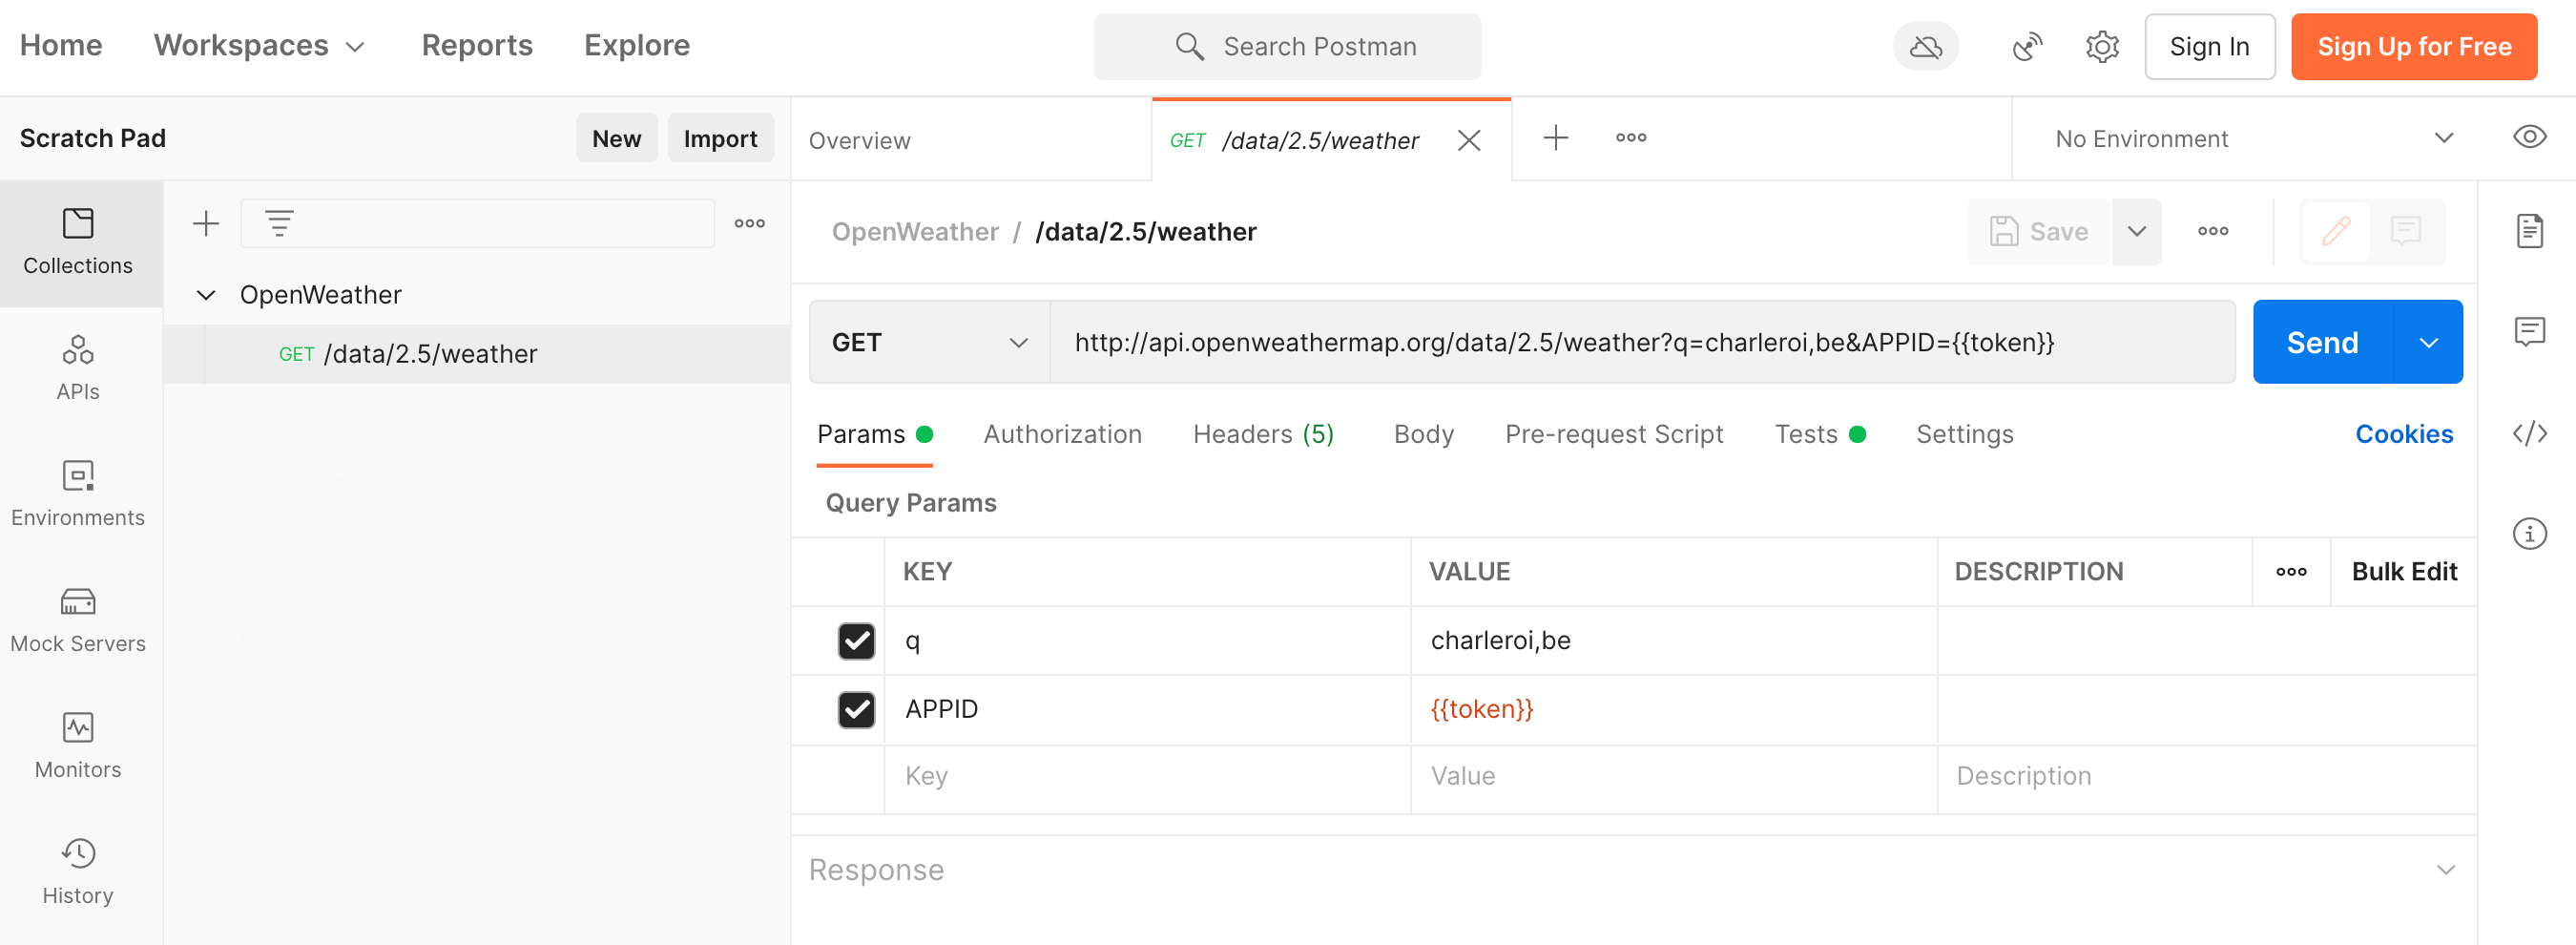 Home Workspaces Reports Explore Search Postman Sign In Sign Up for Free
Scratch Pad New Import
Overview GET /data/2.5/weather No Environment
Collections
APIs
Environments
Mock Servers
Monitors
History
OpenWeather
GET /data/2.5/weather
OpenWeather / /data/2.5/weather Save
GET http://api.openweathermap.org/data/2.5/weather?q=charleroi,be&APPID={{token}} Send
Params Authorization Headers (5) Body Pre-request Script Tests Settings Cookies
Query Params
KEY VALUE DESCRIPTION Bulk Edit
q charleroi,be
APPID {{token}}
Key Value Description
Response